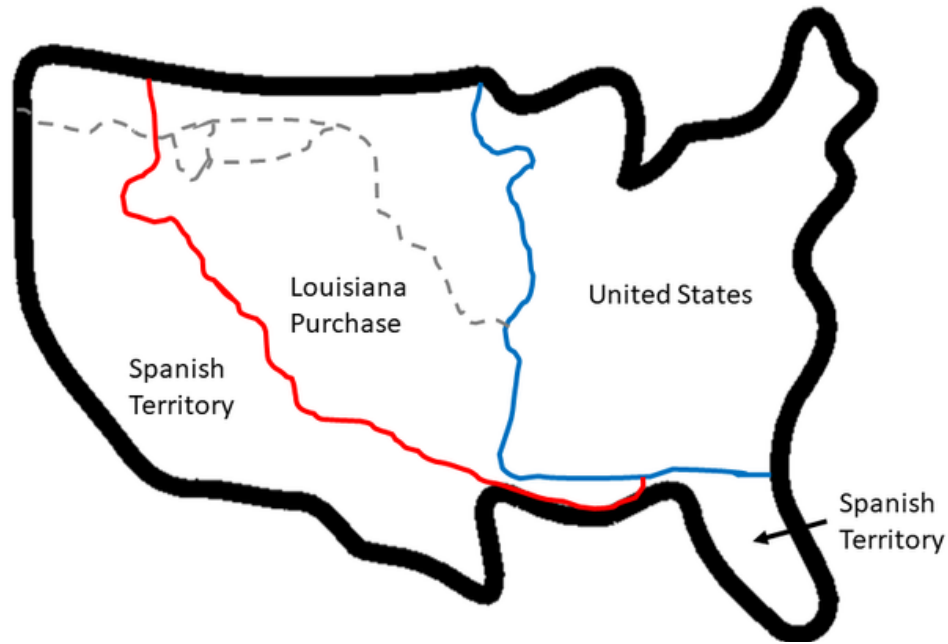 Louisiana
Purchase
United States
Spanish
Territory
Spanish
Territory